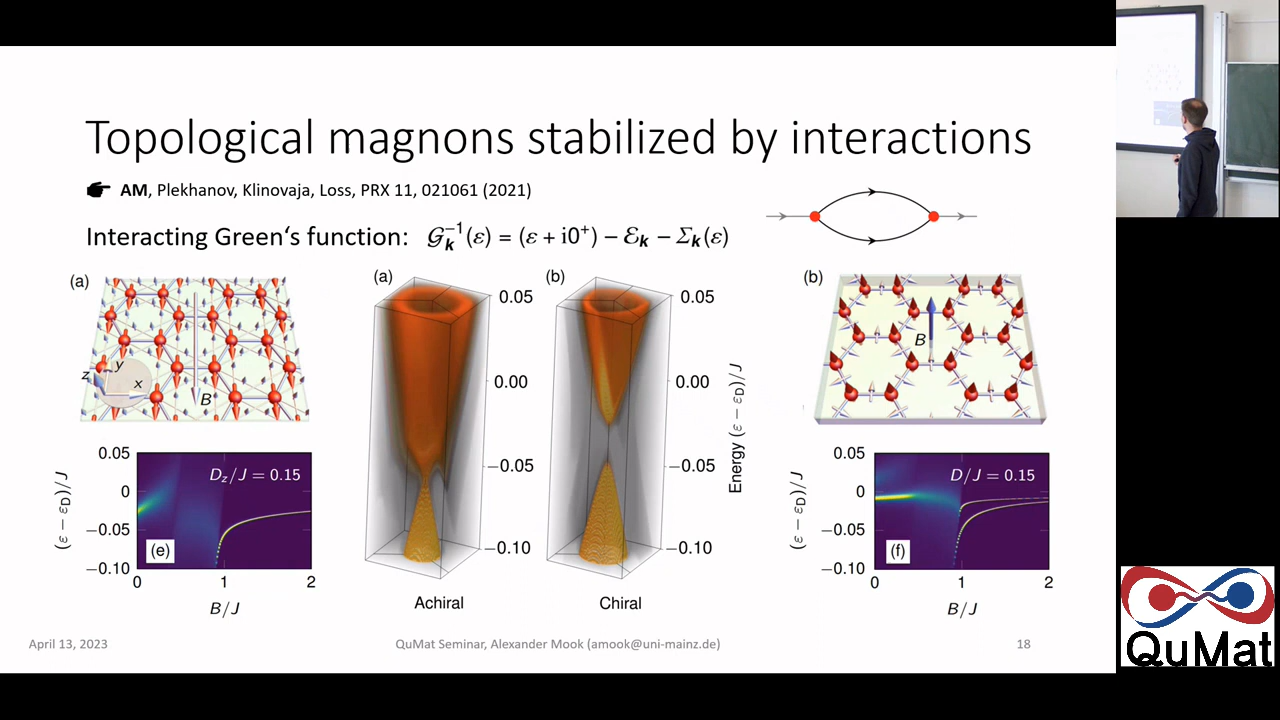 Topological magnons stabilized by interactions
☛ AM, Plekhanov, Klinovaja, Loss, PRX 11, 021061 (2021)
Interacting Green‘s function: 𝒢ₖ⁻¹(ε) = (ε + i0⁺) − ℰₖ − Σₖ(ε)
(a)
z
y
x
B
(a)
0.05
0.00
−0.05
−0.10
Achiral
(b)
0.05
0.00
−0.05
−0.10
Energy (ε − ε_D)/J
Chiral
(b)
B
(ε − ε_D)/J
0.05
0
−0.05
−0.10
D_z/J = 0.15
(e)
0
1
2
B/J
(ε − ε_D)/J
0.05
0
−0.05
−0.10
D/J = 0.15
(f)
0
1
2
B/J
April 13, 2023
QuMat Seminar, Alexander Mook (amook@uni-mainz.de)
18
QuMat